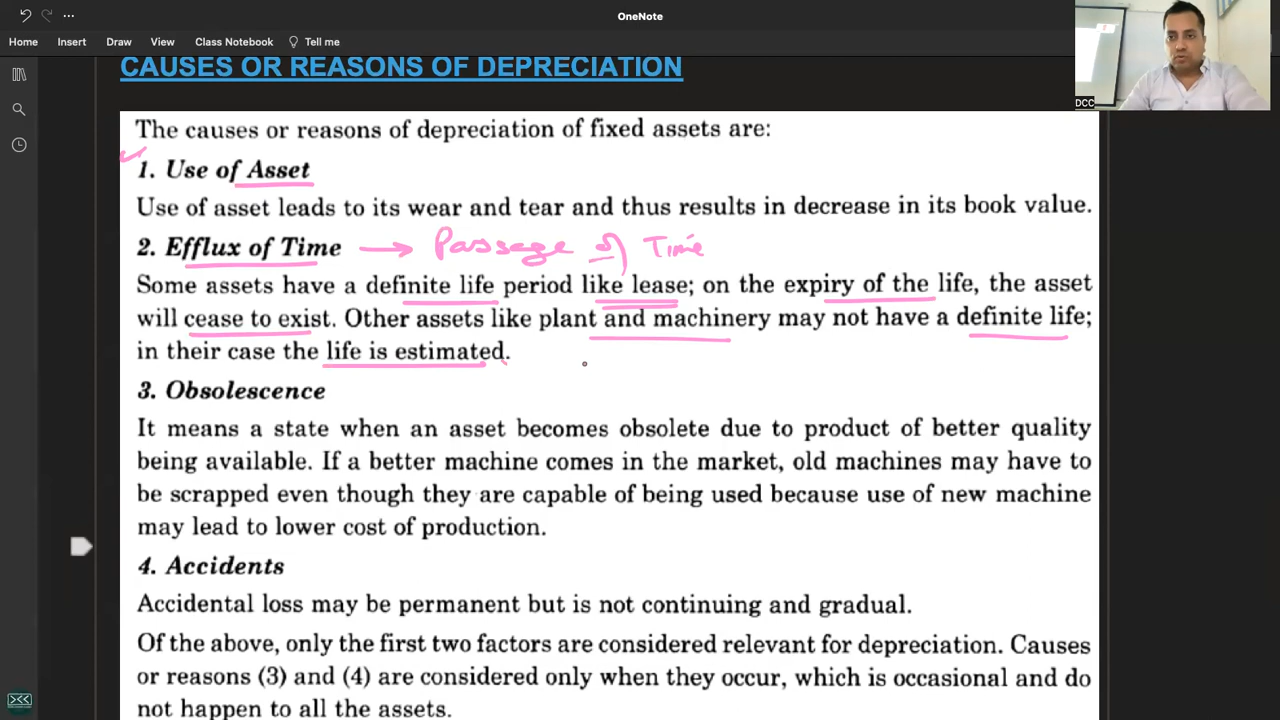 OneNote
Home Insert Draw View Class Notebook Tell me
CAUSES OR REASONS OF DEPRECIATION
DCC
The causes or reasons of depreciation of fixed assets are:
1. Use of Asset
Use of asset leads to its wear and tear and thus results in decrease in its book value.
2. Efflux of Time → Passage of Time
Some assets have a definite life period like lease; on the expiry of the life, the asset
will cease to exist. Other assets like plant and machinery may not have a definite life;
in their case the life is estimated.
3. Obsolescence
It means a state when an asset becomes obsolete due to product of better quality
being available. If a better machine comes in the market, old machines may have to
be scrapped even though they are capable of being used because use of new machine
may lead to lower cost of production.
4. Accidents
Accidental loss may be permanent but is not continuing and gradual.
Of the above, only the first two factors are considered relevant for depreciation. Causes
or reasons (3) and (4) are considered only when they occur, which is occasional and do
not happen to all the assets.